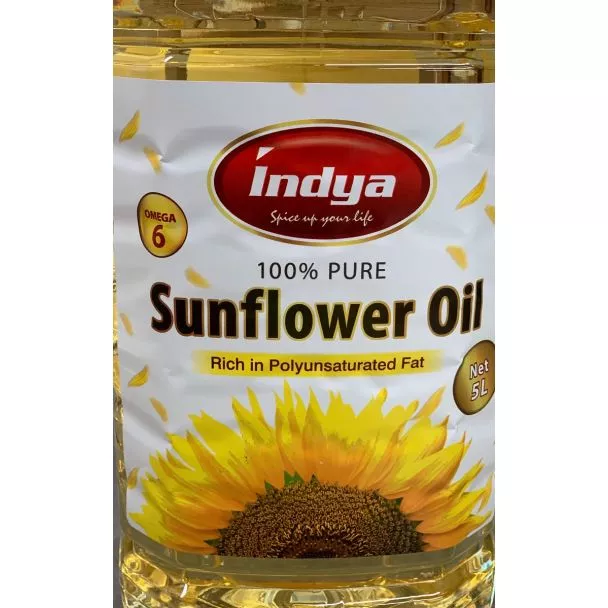 Indya
Spice up your life
OMEGA
6
100% PURE
Sunflower Oil
Rich in Polyunsaturated Fat
Net
5L